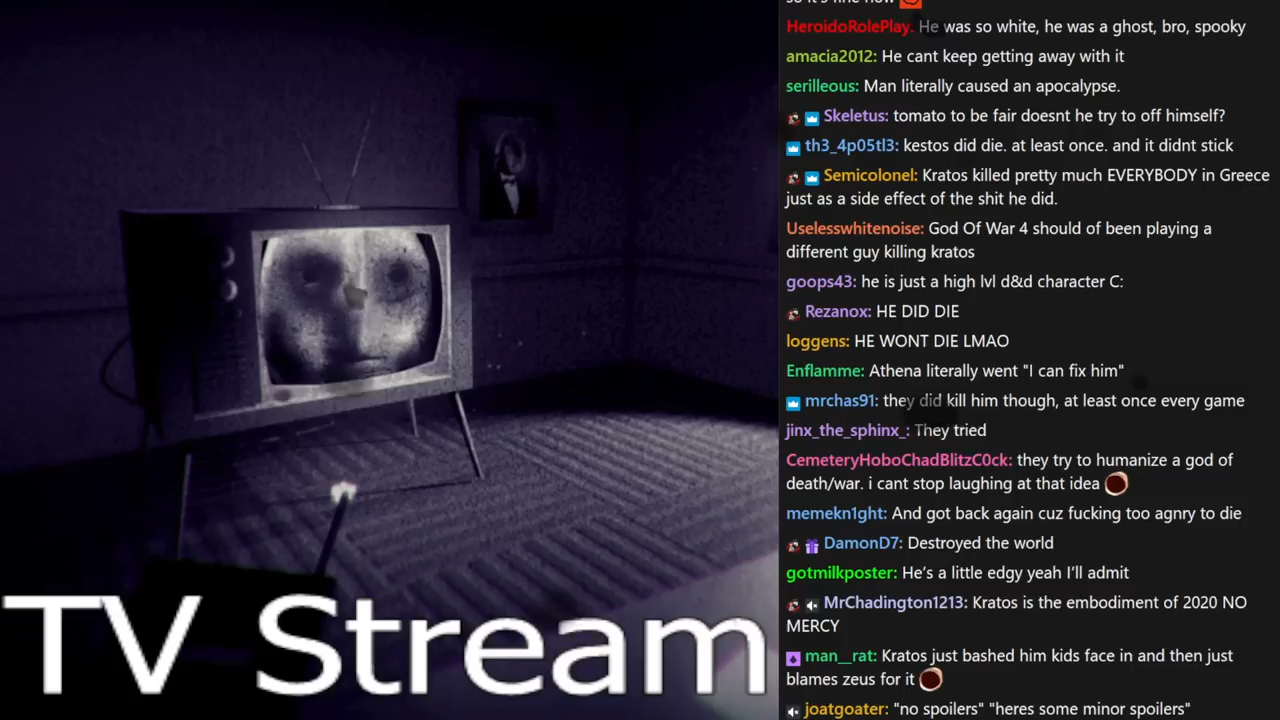 HeroidoRolePlay. He was so white, he was a ghost, bro, spooky
amacia2012: He cant keep getting away with it
serilleous: Man literally caused an apocalypse.
Skeletus: tomato to be fair doesnt he try to off himself?
th3_4p05tl3: kestos did die. at least once. and it didnt stick
Semicolonel: Kratos killed pretty much EVERYBODY in Greece
just as a side effect of the shit he did.
Uselesswhitenoise: God Of War 4 should of been playing a
different guy killing kratos
goops43: he is just a high lvl d&d character C:
Rezanox: HE DID DIE
loggens: HE WONT DIE LMAO
Enflamme: Athena literally went "I can fix him"
mrchas91: they did kill him though, at least once every game
jinx_the_sphinx_: They tried
CemeteryHoboChadBlitzC0ck: they try to humanize a god of
death/war. i cant stop laughing at that idea
memekn1ght: And got back again cuz fucking too agnry to die
DamonD7: Destroyed the world
gotmilkposter: He’s a little edgy yeah I’ll admit
MrChadington1213: Kratos is the embodiment of 2020 NO
MERCY
man__rat: Kratos just bashed him kids face in and then just
blames zeus for it
joatgoater: "no spoilers" "heres some minor spoilers"
TV Stream